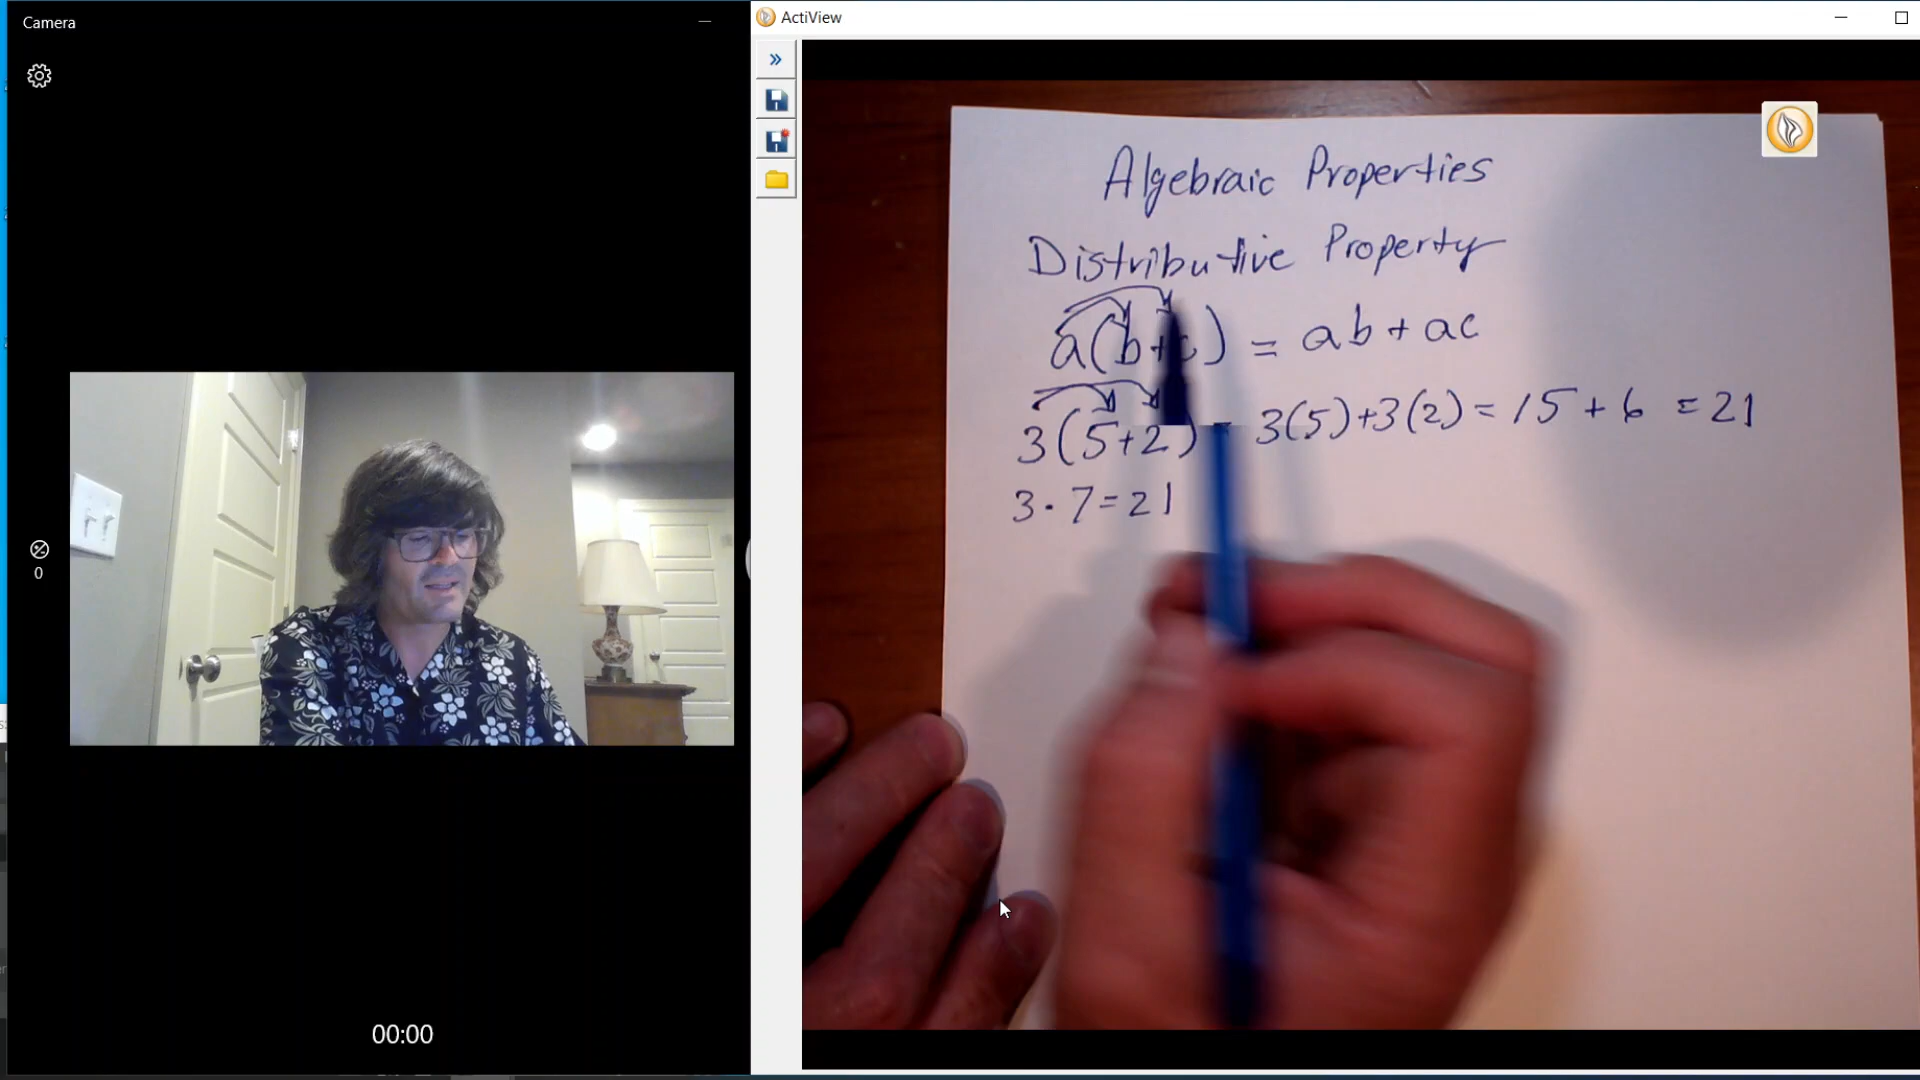 Camera
ActiView
0
00:00
Algebraic Properties
Distributive Property
a(b+c) = ab + ac
3(5+2) = 3(5)+3(2) = 15 + 6 = 21
3 · 7 = 21